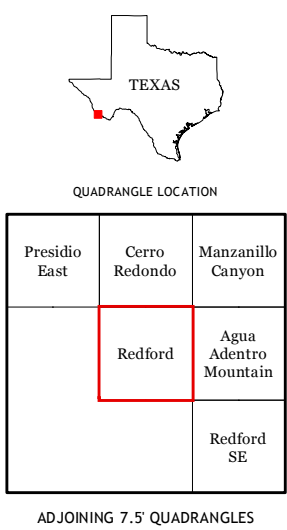 TEXAS
QUADRANGLE LOCATION
Presidio
East
Cerro
Redondo
Manzanillo
Canyon
Redford
Agua
Adentro
Mountain
Redford
SE
ADJOINING 7.5' QUADRANGLES